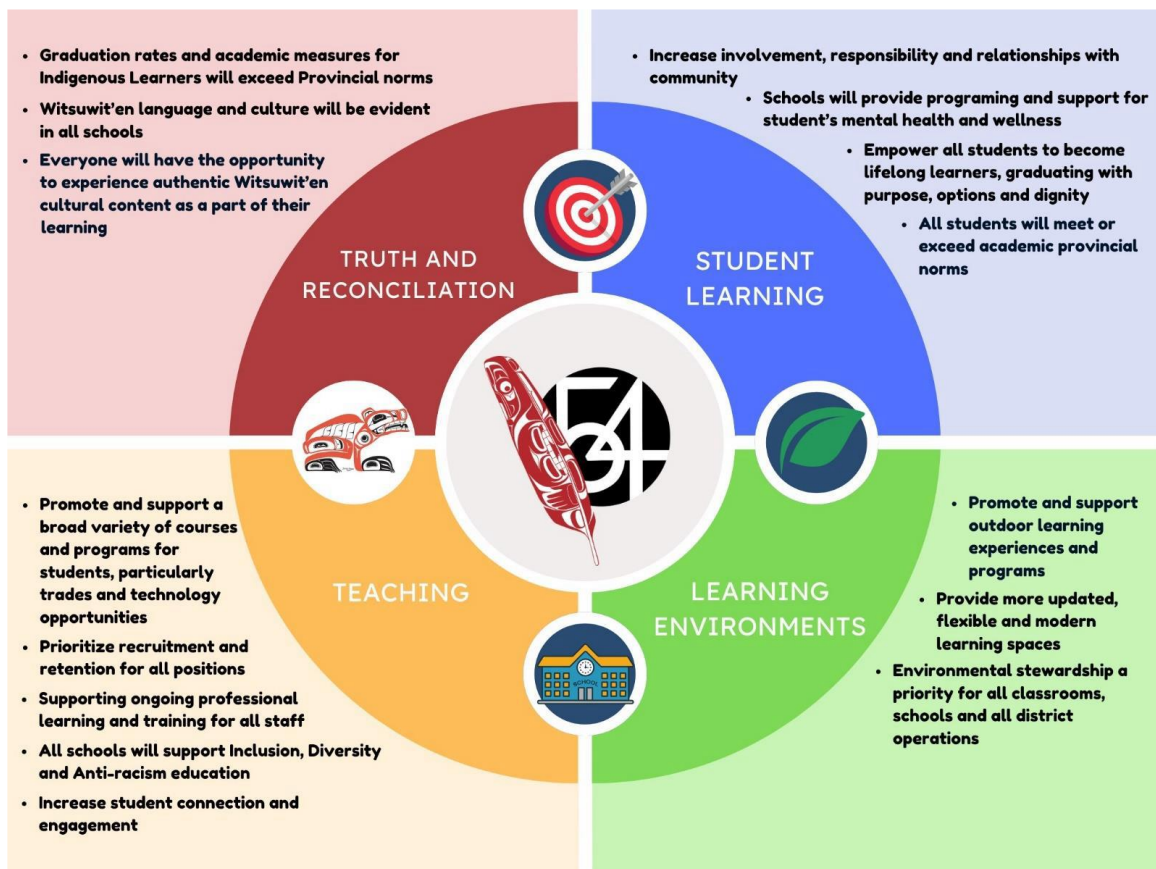 • Graduation rates and academic measures for
Indigenous Learners will exceed Provincial norms
• Witsuwit'en language and culture will be evident
in all schools
• Everyone will have the opportunity
to experience authentic Witsuwit'en
cultural content as a part of their
learning
TRUTH AND
RECONCILIATION
• Increase involvement, responsibility and relationships with
community
• Schools will provide programing and support for
student's mental health and wellness
• Empower all students to become
lifelong learners, graduating with
purpose, options and dignity
• All students will meet or
exceed academic provincial
norms
STUDENT
LEARNING
54
• Promote and support a
broad variety of courses
and programs for
students, particularly
trades and technology
opportunities
• Prioritize recruitment and
retention for all positions
• Supporting ongoing professional
learning and training for all staff
• All schools will support Inclusion, Diversity
and Anti-racism education
• Increase student connection and
engagement
TEACHING
SCHOOL
LEARNING
ENVIRONMENTS
• Promote and support
outdoor learning
experiences and
programs
• Provide more updated,
flexible and modern
learning spaces
• Environmental stewardship a
priority for all classrooms,
schools and all district
operations